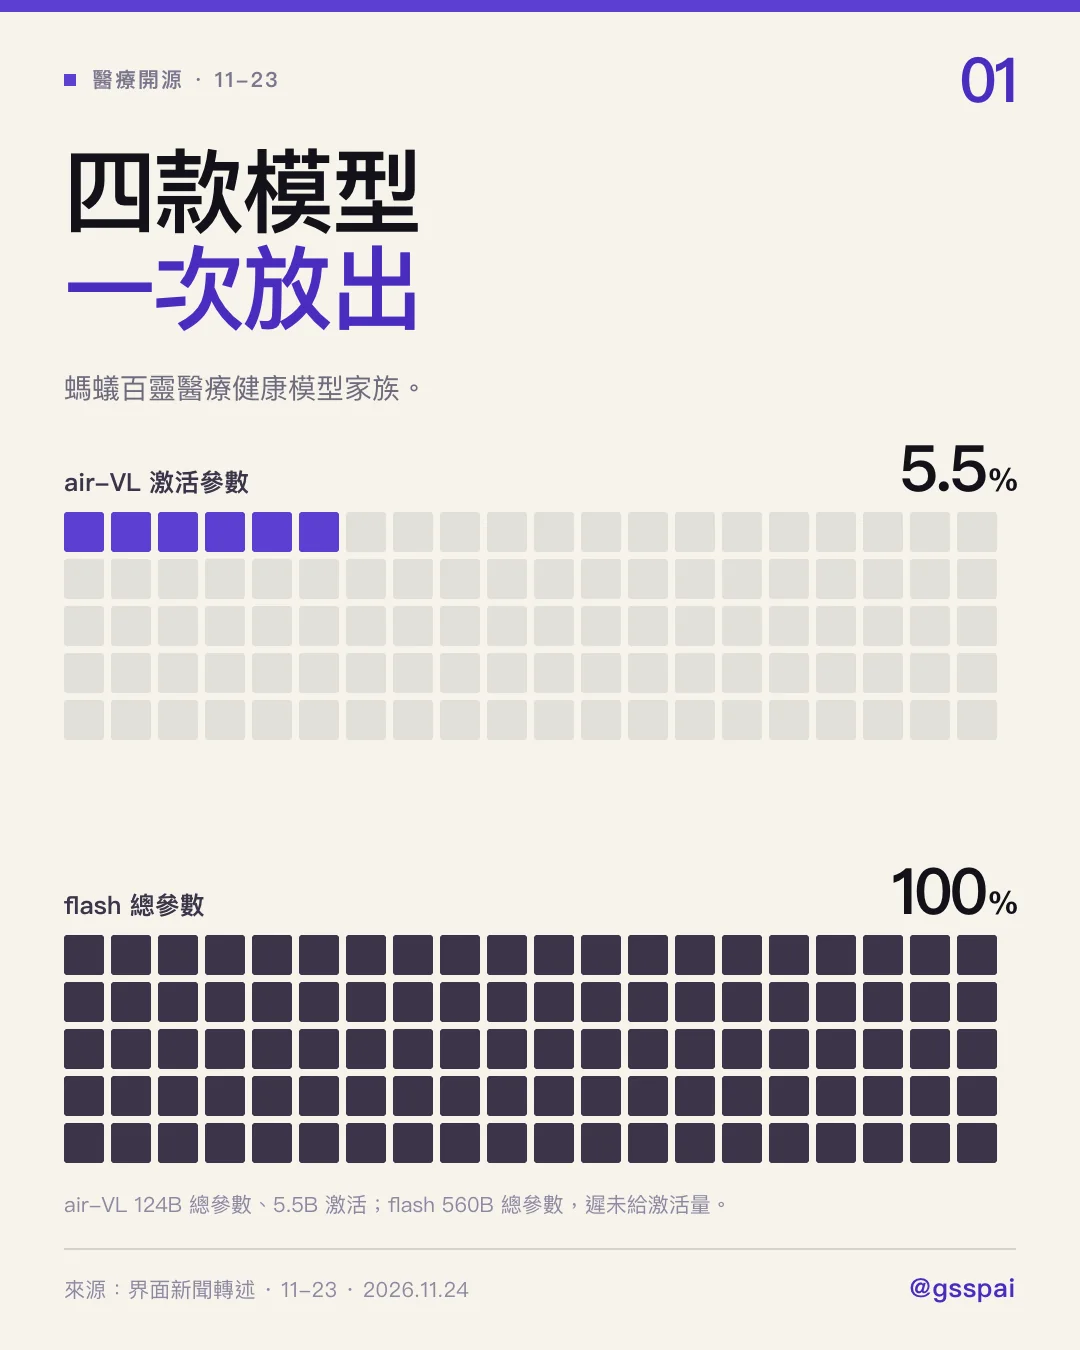 醫療開源 · 11–23
01
四款模型
一次放出
螞蟻百靈醫療健康模型家族。
air–VL 激活參數
5.5%
flash 總參數
100%
air–VL 124B 總參數、5.5B 激活；flash 560B 總參數，遲未給激活量。
來源：界面新聞轉述 · 11–23 · 2026.11.24
@gsspai